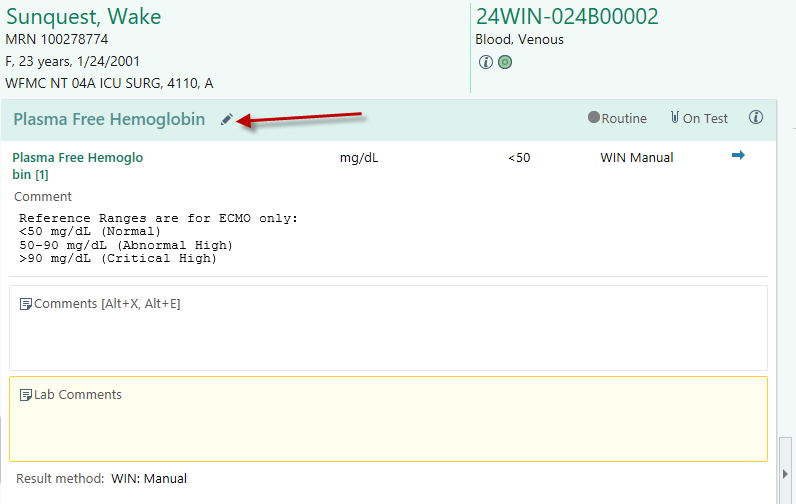 Sunquest, Wake
24WIN-024B00002
MRN 100278774
Blood, Venous
F, 23 years, 1/24/2001
WFMC NT 04A ICU SURG, 4110, A
Plasma Free Hemoglobin
Routine
On Test
Plasma Free Hemoglo
bin [1]
mg/dL
<50
WIN Manual
Comment
Reference Ranges are for ECMO only:
<50 mg/dL (Normal)
50-90 mg/dL (Abnormal High)
>90 mg/dL (Critical High)
Comments [Alt+X, Alt+E]
Lab Comments
Result method: WIN: Manual